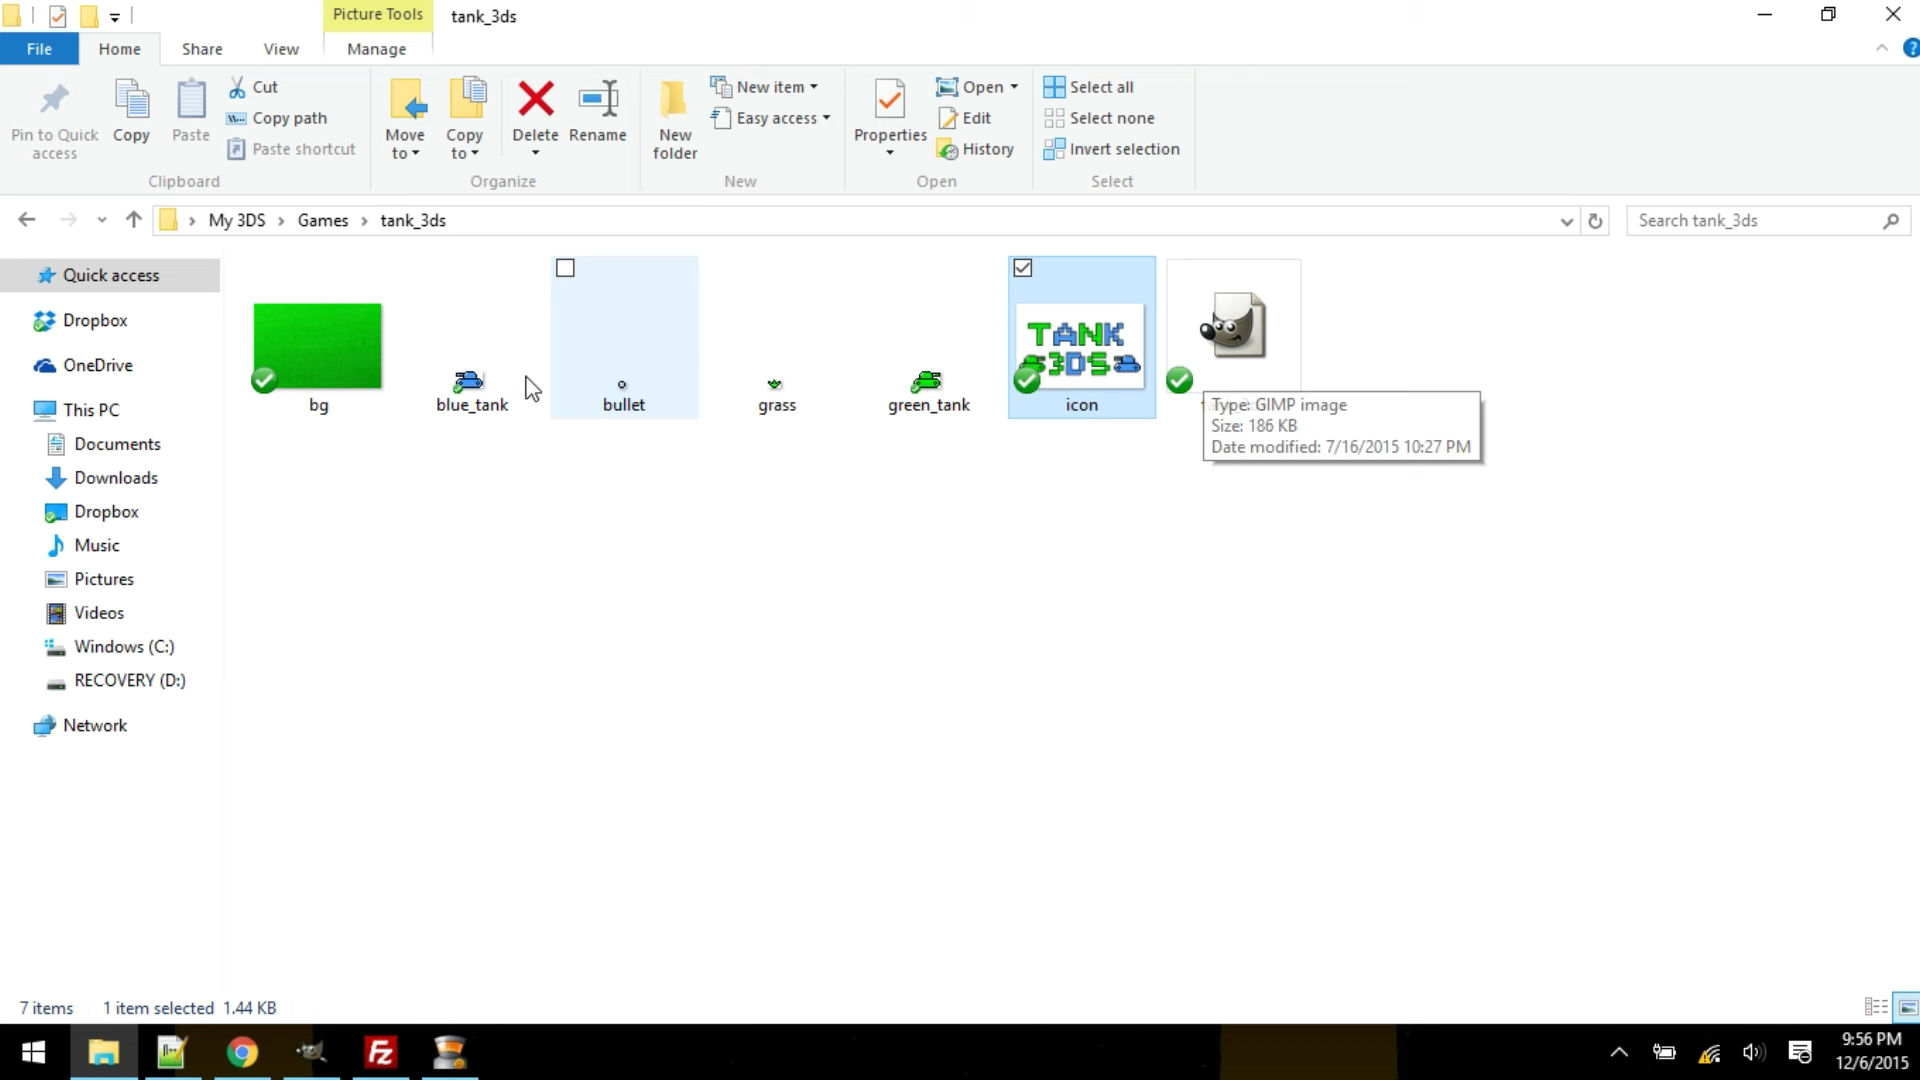 Picture Tools
tank_3ds
File
Home
Share
View
Manage
?
Pin to Quick access
Copy
Paste
Cut
Copy path
Paste shortcut
Clipboard
Move to
Copy to
Delete
Rename
Organize
New folder
New item
Easy access
New
Properties
Open
Edit
History
Open
Select all
Select none
Invert selection
Select
My 3DS
Games
tank_3ds
Search tank_3ds
Quick access
Dropbox
OneDrive
This PC
Documents
Downloads
Dropbox
Music
Pictures
Videos
Windows (C:)
RECOVERY (D:)
Network
bg
blue_tank
bullet
grass
green_tank
TANK
3DS
icon
Type: GIMP image
Size: 186 KB
Date modified: 7/16/2015 10:27 PM
7 items
1 item selected 1.44 KB
FZ
9:56 PM
12/6/2015